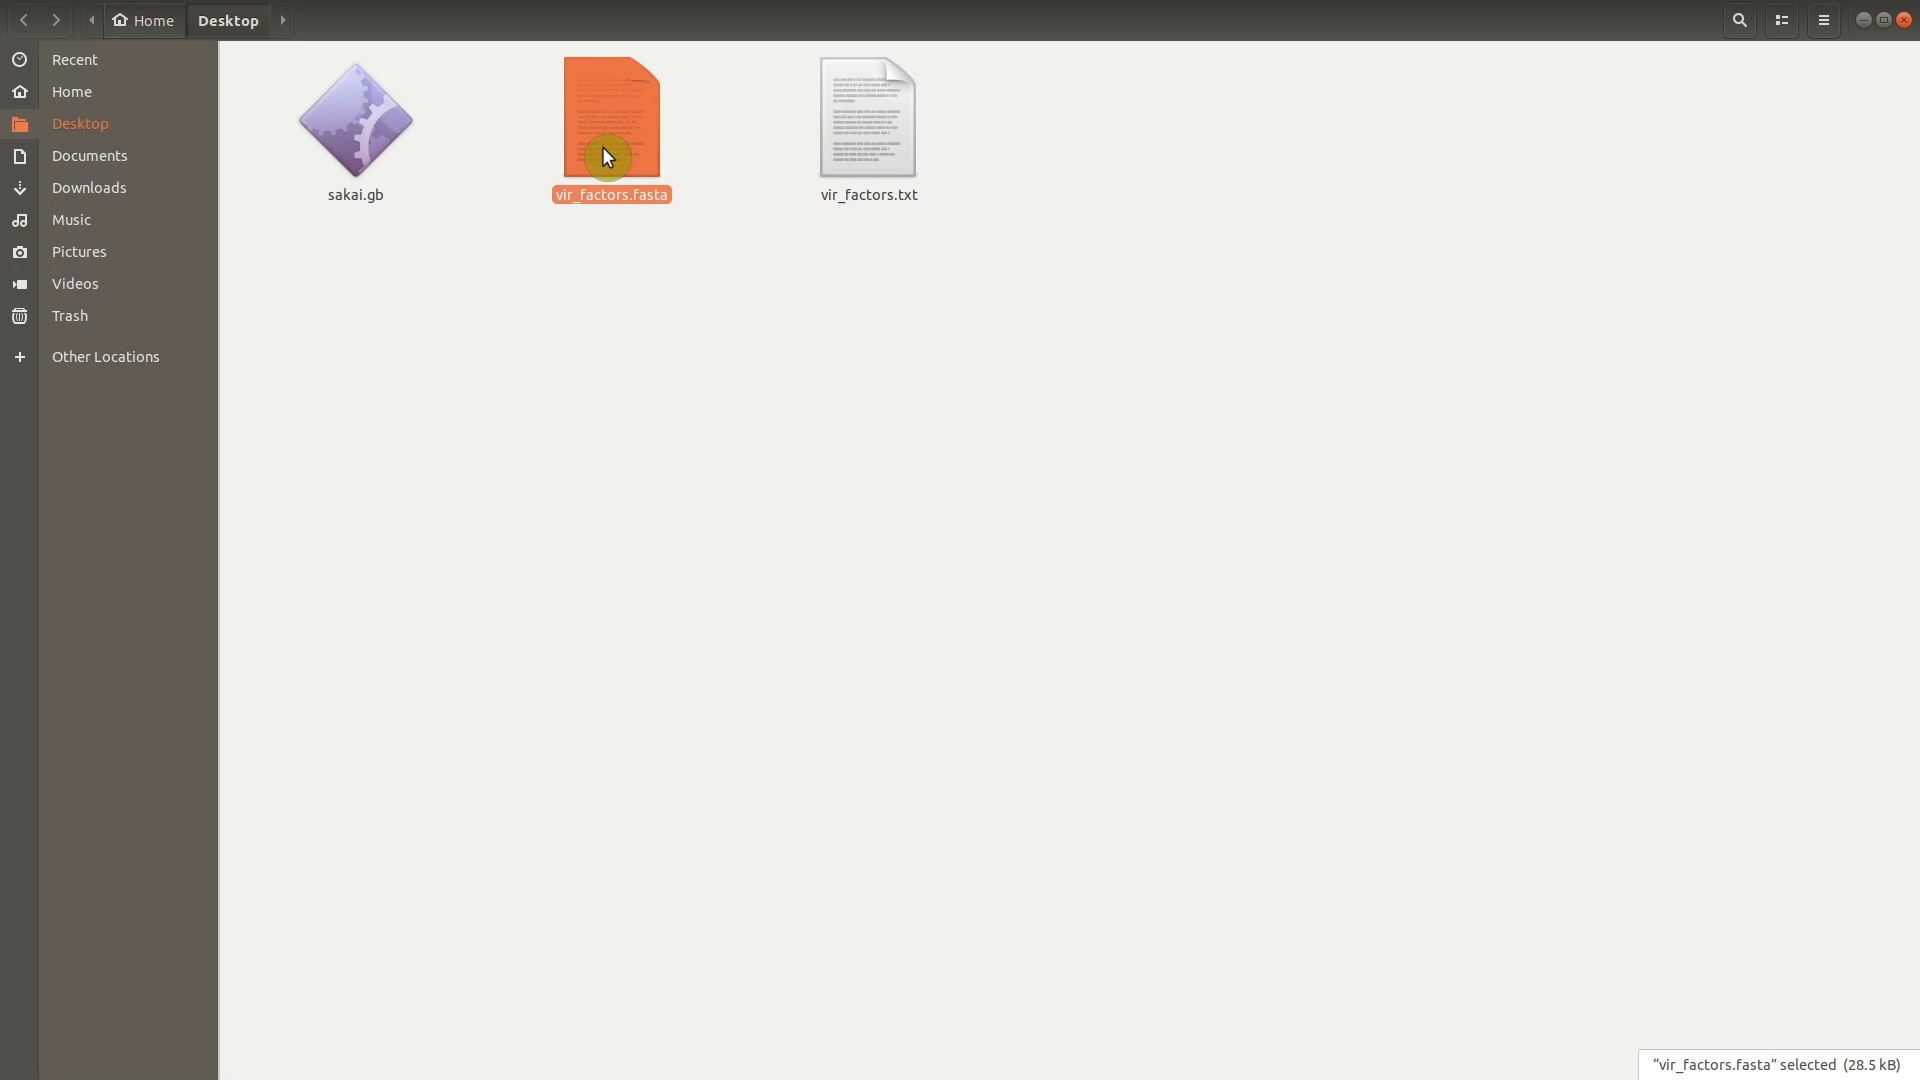 Home
Desktop
Recent
Home
Desktop
Documents
Downloads
Music
Pictures
Videos
Trash
Other Locations
sakai.gb
vir_factors.fasta
vir_factors.txt
“vir_factors.fasta” selected (28.5 kB)